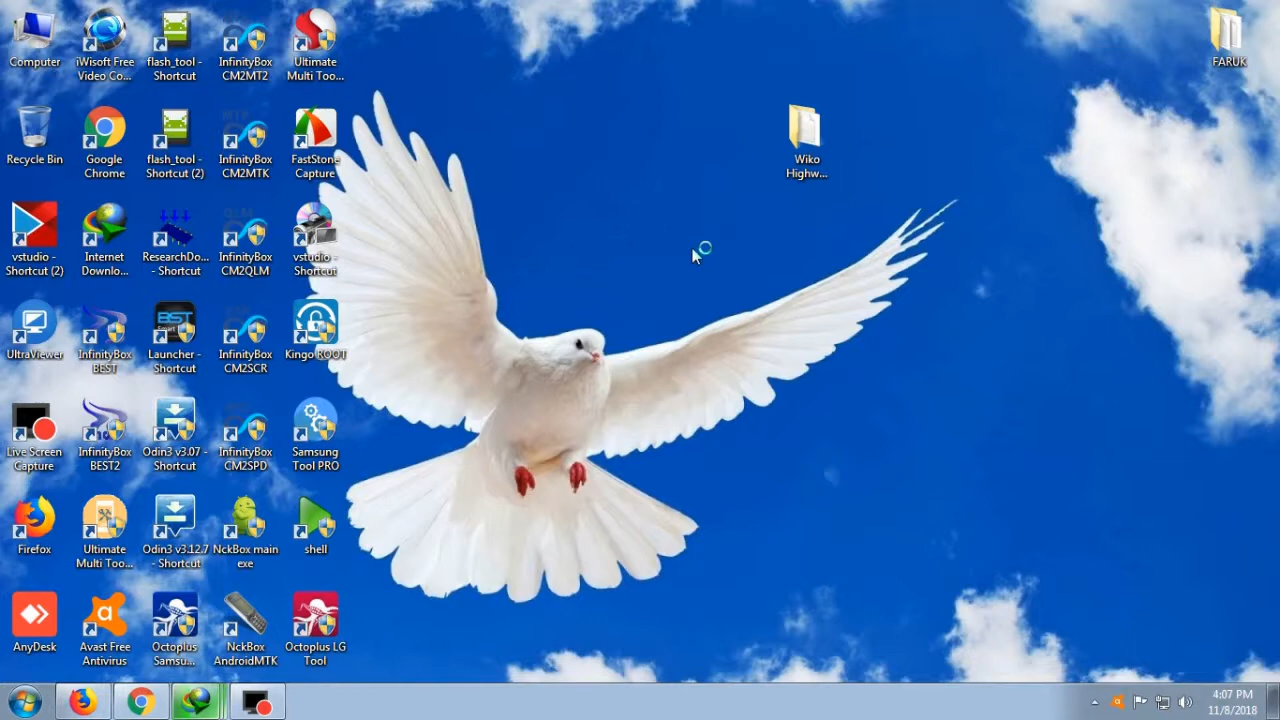 Computer
iWisoft Free
Video Co...
flash_tool -
Shortcut
InfinityBox
CM2MT2
Ultimate
Multi Too...
FARUK
Recycle Bin
Google
Chrome
flash_tool -
Shortcut (2)
InfinityBox
CM2MTK
FastStone
Capture
Wiko
Highw...
vstudio -
Shortcut (2)
Internet
Downlo...
ResearchDo...
- Shortcut
InfinityBox
CM2QLM
vstudio -
Shortcut
UltraViewer
InfinityBox
BEST
BST
Launcher -
Shortcut
InfinityBox
CM2SCR
Kingo ROOT
Live Screen
Capture
InfinityBox
BEST2
Odin3 v3.07 -
Shortcut
InfinityBox
CM2SPD
Samsung
Tool PRO
Firefox
Ultimate
Multi Too...
Odin3 v3.12.7
- Shortcut
NckBox main
exe
shell
AnyDesk
Avast Free
Antivirus
Octoplus
Samsu...
NckBox
AndroidMTK
Octoplus LG
Tool
4:07 PM
11/8/2018